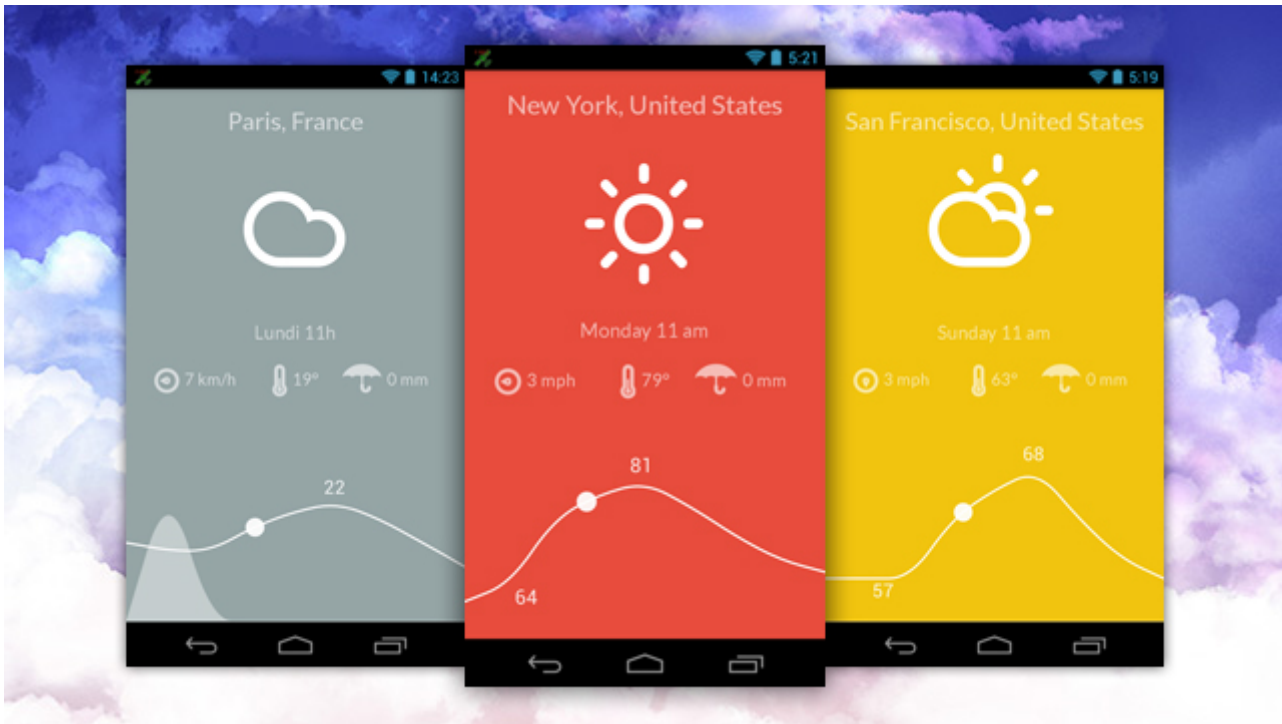 14:23
Paris, France
Lundi 11h
7 km/h 19° 0 mm
22
5:21
New York, United States
Monday 11 am
3 mph 79° 0 mm
81
64
5:19
San Francisco, United States
Sunday 11 am
3 mph 63° 0 mm
68
57